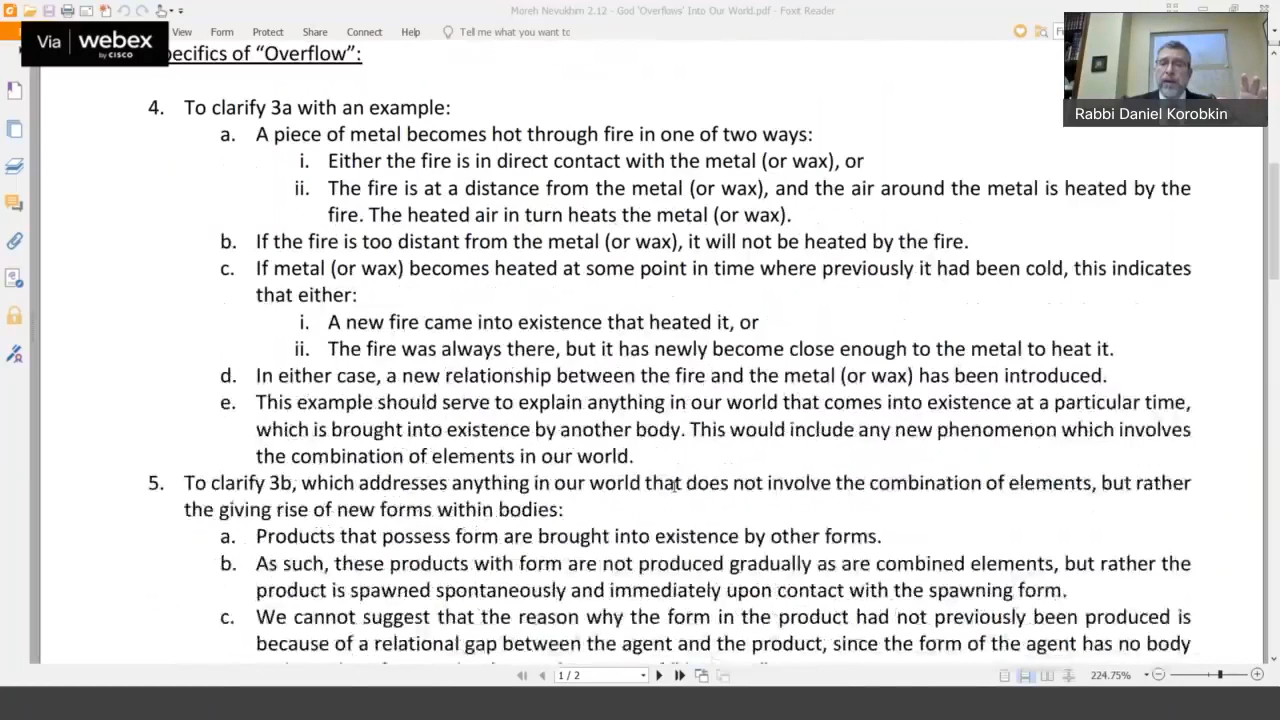 Moreh Nevukhm 2.12 - God 'Overflows' Into Our World.pdf - Foxit Reader
Via webex
by CISCO
View Form Protect Share Connect Help Tell me what you want tc
pecifics of “Overflow”:
Rabbi Daniel Korobkin
4. To clarify 3a with an example:
a. A piece of metal becomes hot through fire in one of two ways:
i. Either the fire is in direct contact with the metal (or wax), or
ii. The fire is at a distance from the metal (or wax), and the air around the metal is heated by the
fire. The heated air in turn heats the metal (or wax).
b. If the fire is too distant from the metal (or wax), it will not be heated by the fire.
c. If metal (or wax) becomes heated at some point in time where previously it had been cold, this indicates
that either:
i. A new fire came into existence that heated it, or
ii. The fire was always there, but it has newly become close enough to the metal to heat it.
d. In either case, a new relationship between the fire and the metal (or wax) has been introduced.
e. This example should serve to explain anything in our world that comes into existence at a particular time,
which is brought into existence by another body. This would include any new phenomenon which involves
the combination of elements in our world.
5. To clarify 3b, which addresses anything in our world that does not involve the combination of elements, but rather
the giving rise of new forms within bodies:
a. Products that possess form are brought into existence by other forms.
b. As such, these products with form are not produced gradually as are combined elements, but rather the
product is spawned spontaneously and immediately upon contact with the spawning form.
c. We cannot suggest that the reason why the form in the product had not previously been produced is
because of a relational gap between the agent and the product, since the form of the agent has no body
1 / 2
224.75%